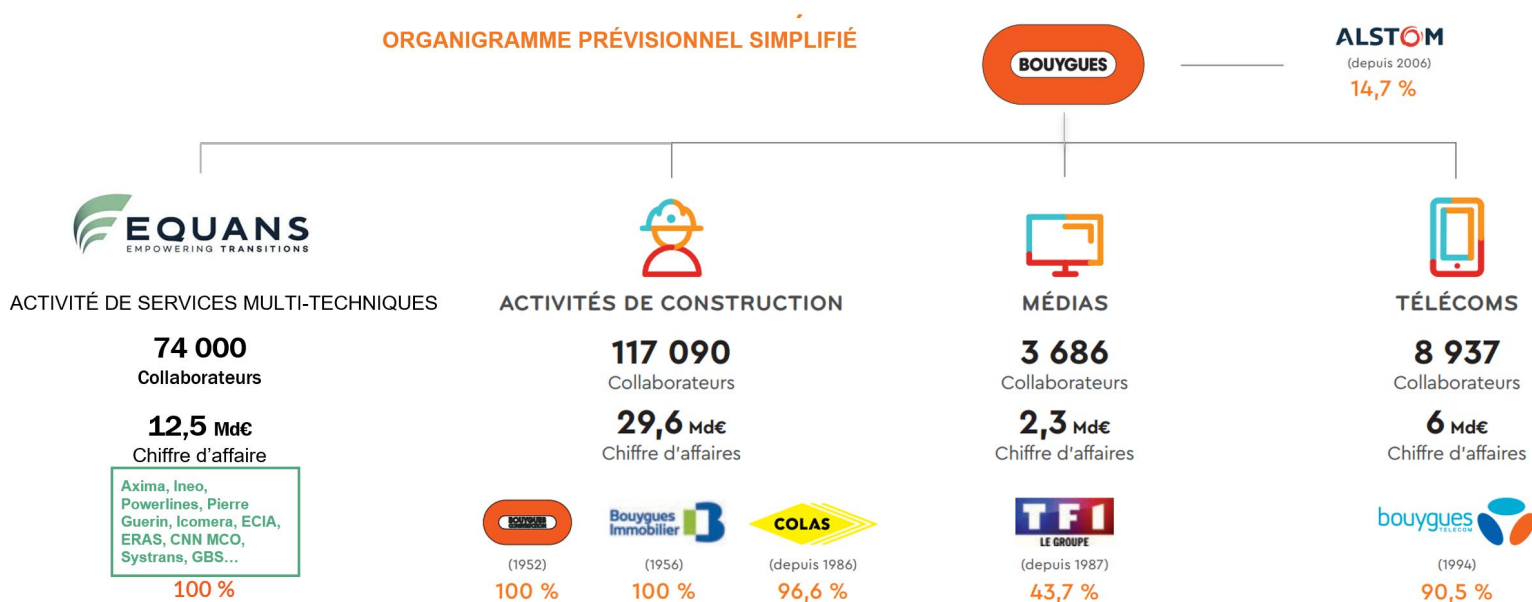 ORGANIGRAMME PRÉVISIONNEL SIMPLIFIÉ
BOUYGUES
ALSTOM
(depuis 2006)
14,7 %
EQUANS
EMPOWERING TRANSITIONS
ACTIVITÉ DE SERVICES MULTI-TECHNIQUES
74 000
Collaborateurs
12,5 Md€
Chiffre d'affaire
Axima, Ineo,
Powerlines, Pierre
Guerin, Icomera, ECIA,
ERAS, CNN MCO,
Systrans, GBS...
100 %
ACTIVITÉS DE CONSTRUCTION
117 090
Collaborateurs
29,6 Md€
Chiffre d'affaires
BOUYGUES
CONSTRUCTION
(1952)
100 %
Bouygues
Immobilier
(1956)
100 %
COLAS
(depuis 1986)
96,6 %
MÉDIAS
3 686
Collaborateurs
2,3 Md€
Chiffre d'affaires
TF1
LE GROUPE
(depuis 1987)
43,7 %
TÉLÉCOMS
8 937
Collaborateurs
6 Md€
Chiffre d'affaires
bouygues
TELECOM
(1994)
90,5 %